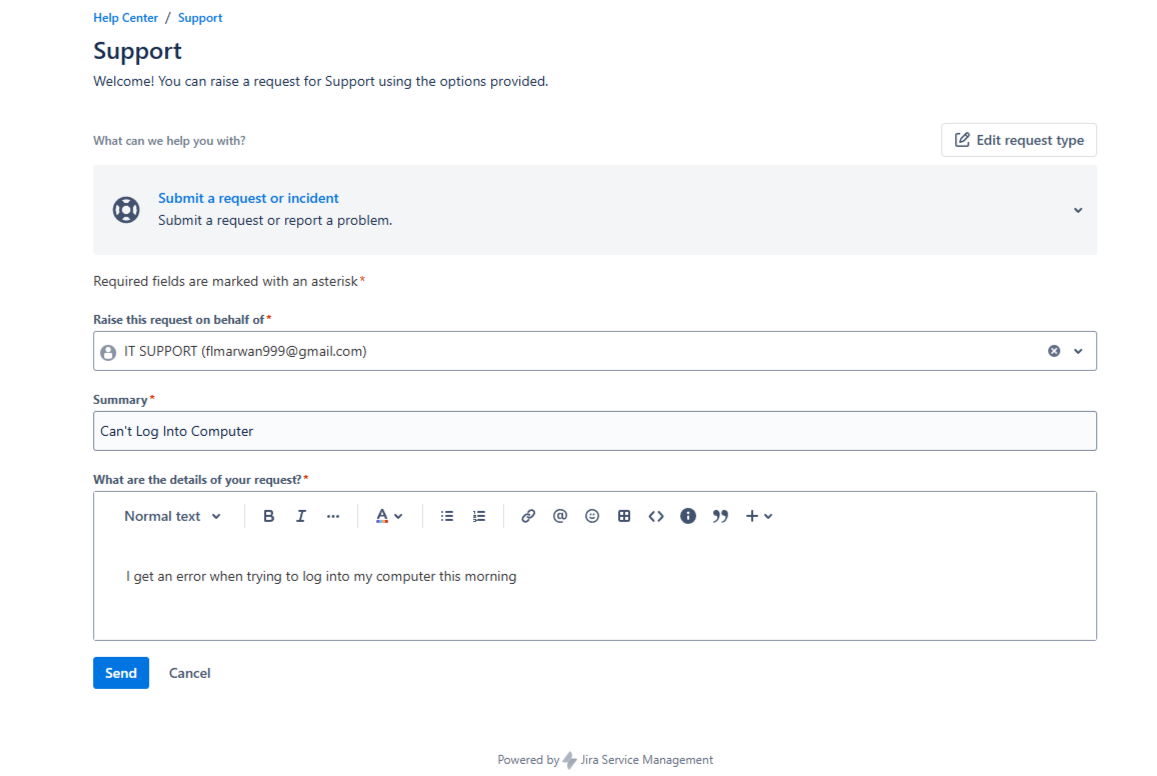 Help Center / Support
Support
Welcome! You can raise a request for Support using the options provided.
What can we help you with?
Edit request type
Submit a request or incident
Submit a request or report a problem.
Required fields are marked with an asterisk*
Raise this request on behalf of*
IT SUPPORT (flmarwan999@gmail.com)
Summary*
Can't Log Into Computer
What are the details of your request?*
Normal text B I ... A @ <> i ” +
I get an error when trying to log into my computer this morning
Send Cancel
Powered by Jira Service Management